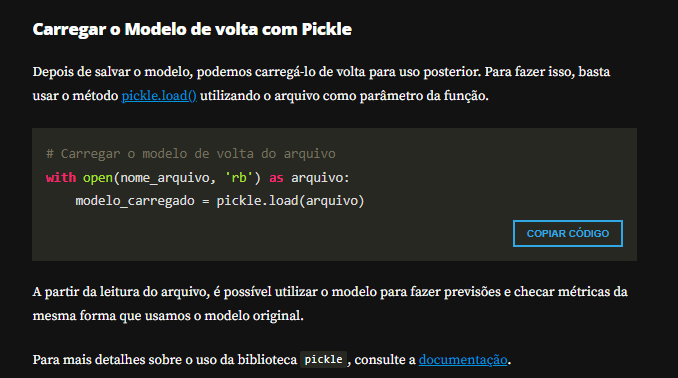 Carregar o Modelo de volta com Pickle
Depois de salvar o modelo, podemos carregá-lo de volta para uso posterior. Para fazer isso, basta
usar o método pickle.load() utilizando o arquivo como parâmetro da função.
# Carregar o modelo de volta do arquivo
with open(nome_arquivo, 'rb') as arquivo:
    modelo_carregado = pickle.load(arquivo)
COPIAR CÓDIGO
A partir da leitura do arquivo, é possível utilizar o modelo para fazer previsões e checar métricas da
mesma forma que usamos o modelo original.
Para mais detalhes sobre o uso da biblioteca pickle, consulte a documentação.